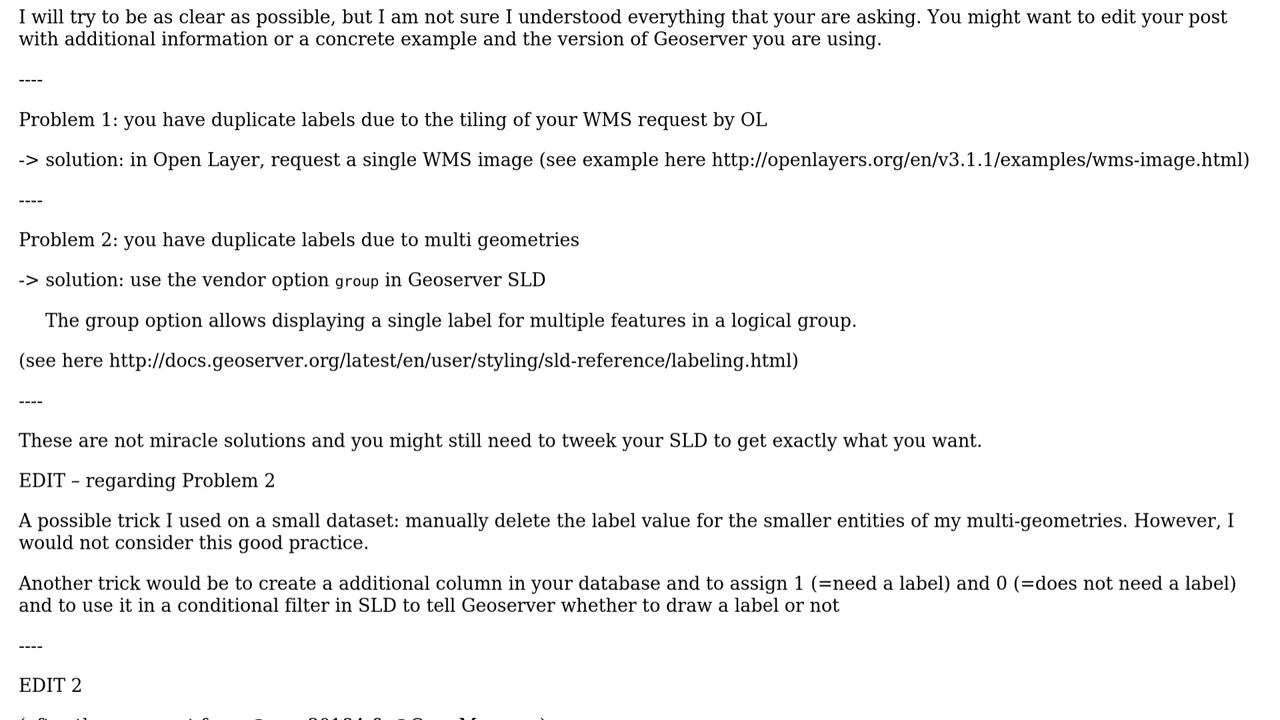 I will try to be as clear as possible, but I am not sure I understood everything that your are asking. You might want to edit your post
with additional information or a concrete example and the version of Geoserver you are using.
----
Problem 1: you have duplicate labels due to the tiling of your WMS request by OL
-> solution: in Open Layer, request a single WMS image (see example here http://openlayers.org/en/v3.1.1/examples/wms-image.html)
----
Problem 2: you have duplicate labels due to multi geometries
-> solution: use the vendor option group in Geoserver SLD
The group option allows displaying a single label for multiple features in a logical group.
(see here http://docs.geoserver.org/latest/en/user/styling/sld-reference/labeling.html)
----
These are not miracle solutions and you might still need to tweek your SLD to get exactly what you want.
EDIT – regarding Problem 2
A possible trick I used on a small dataset: manually delete the label value for the smaller entities of my multi-geometries. However, I
would not consider this good practice.
Another trick would be to create a additional column in your database and to assign 1 (=need a label) and 0 (=does not need a label)
and to use it in a conditional filter in SLD to tell Geoserver whether to draw a label or not
----
EDIT 2